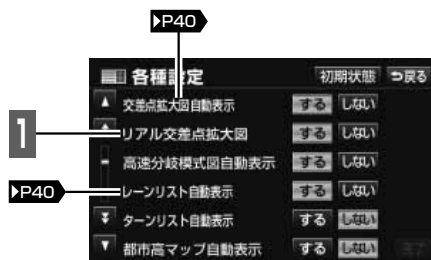 ▶P40
各種設定 初期状態 戻る
交差点拡大図自動表示 する しない
1
リアル交差点拡大図 する しない
高速分岐模式図自動表示 する しない
▶P40
レーンリスト自動表示 する しない
ターンリスト自動表示 する しない
都市高マップ自動表示 する しない 完了